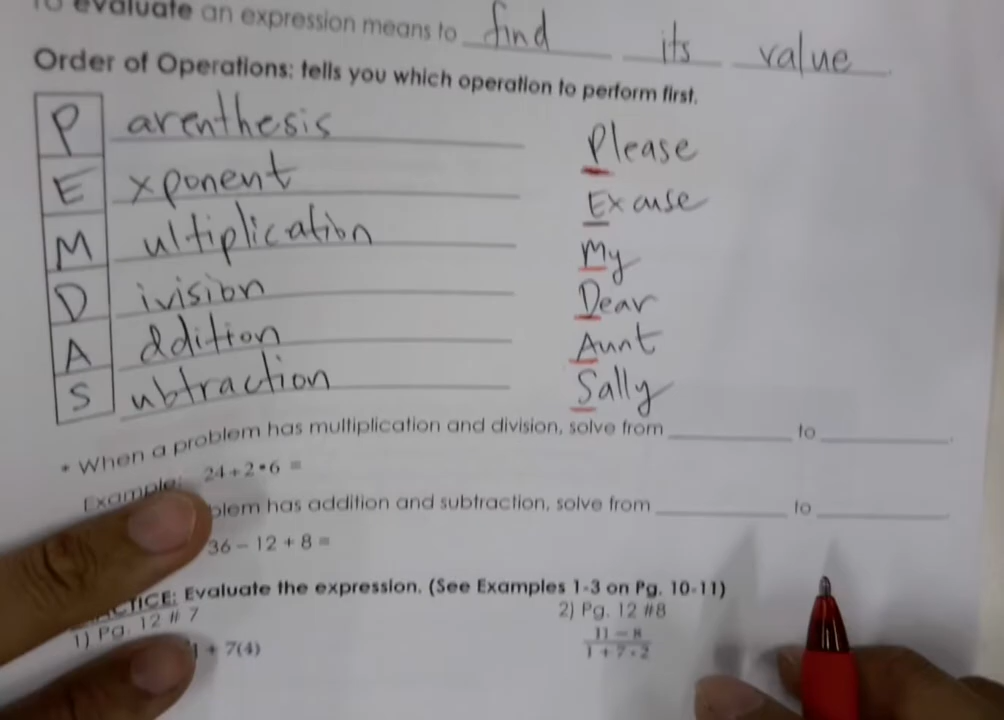 evaluate an expression means to find its value.
Order of Operations: tells you which operation to perform first.
P arenthesis Please
E xponent Excuse
M ultiplication My
D ivision Dear
A ddition Aunt
S ubtraction Sally
* When a problem has multiplication and division, solve from ________ to ________.
Example: 24÷2•6 =
blem has addition and subtraction, solve from ________ to ________.
36 – 12 + 8 =
CTICE: Evaluate the expression. (See Examples 1-3 on Pg. 10-11)
1) Pg. 12 # 7 2) Pg. 12 #8
+ 7(4)
11 – 8
1 + 7 • 2